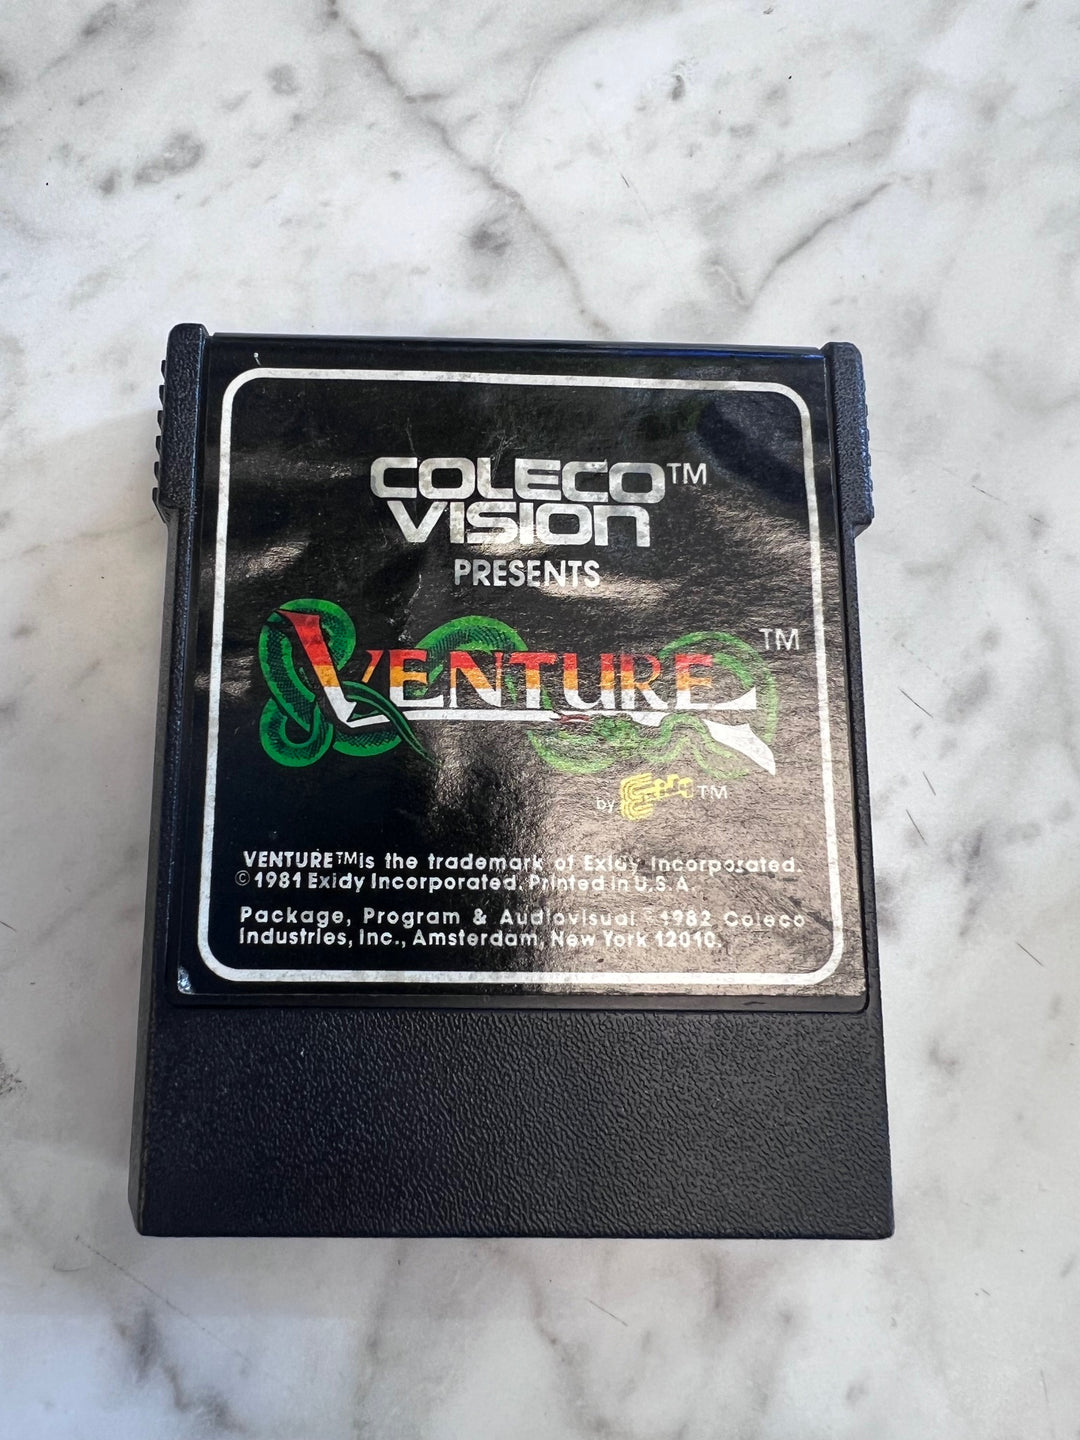 COLECO™
VISION
PRESENTS
VENTURE™
by Exidy™
VENTURE™ is the trademark of Exidy Incorporated.
© 1981 Exidy Incorporated. Printed in U.S.A.
Package, Program & Audiovisual © 1982 Coleco
Industries, Inc., Amsterdam, New York 12010.